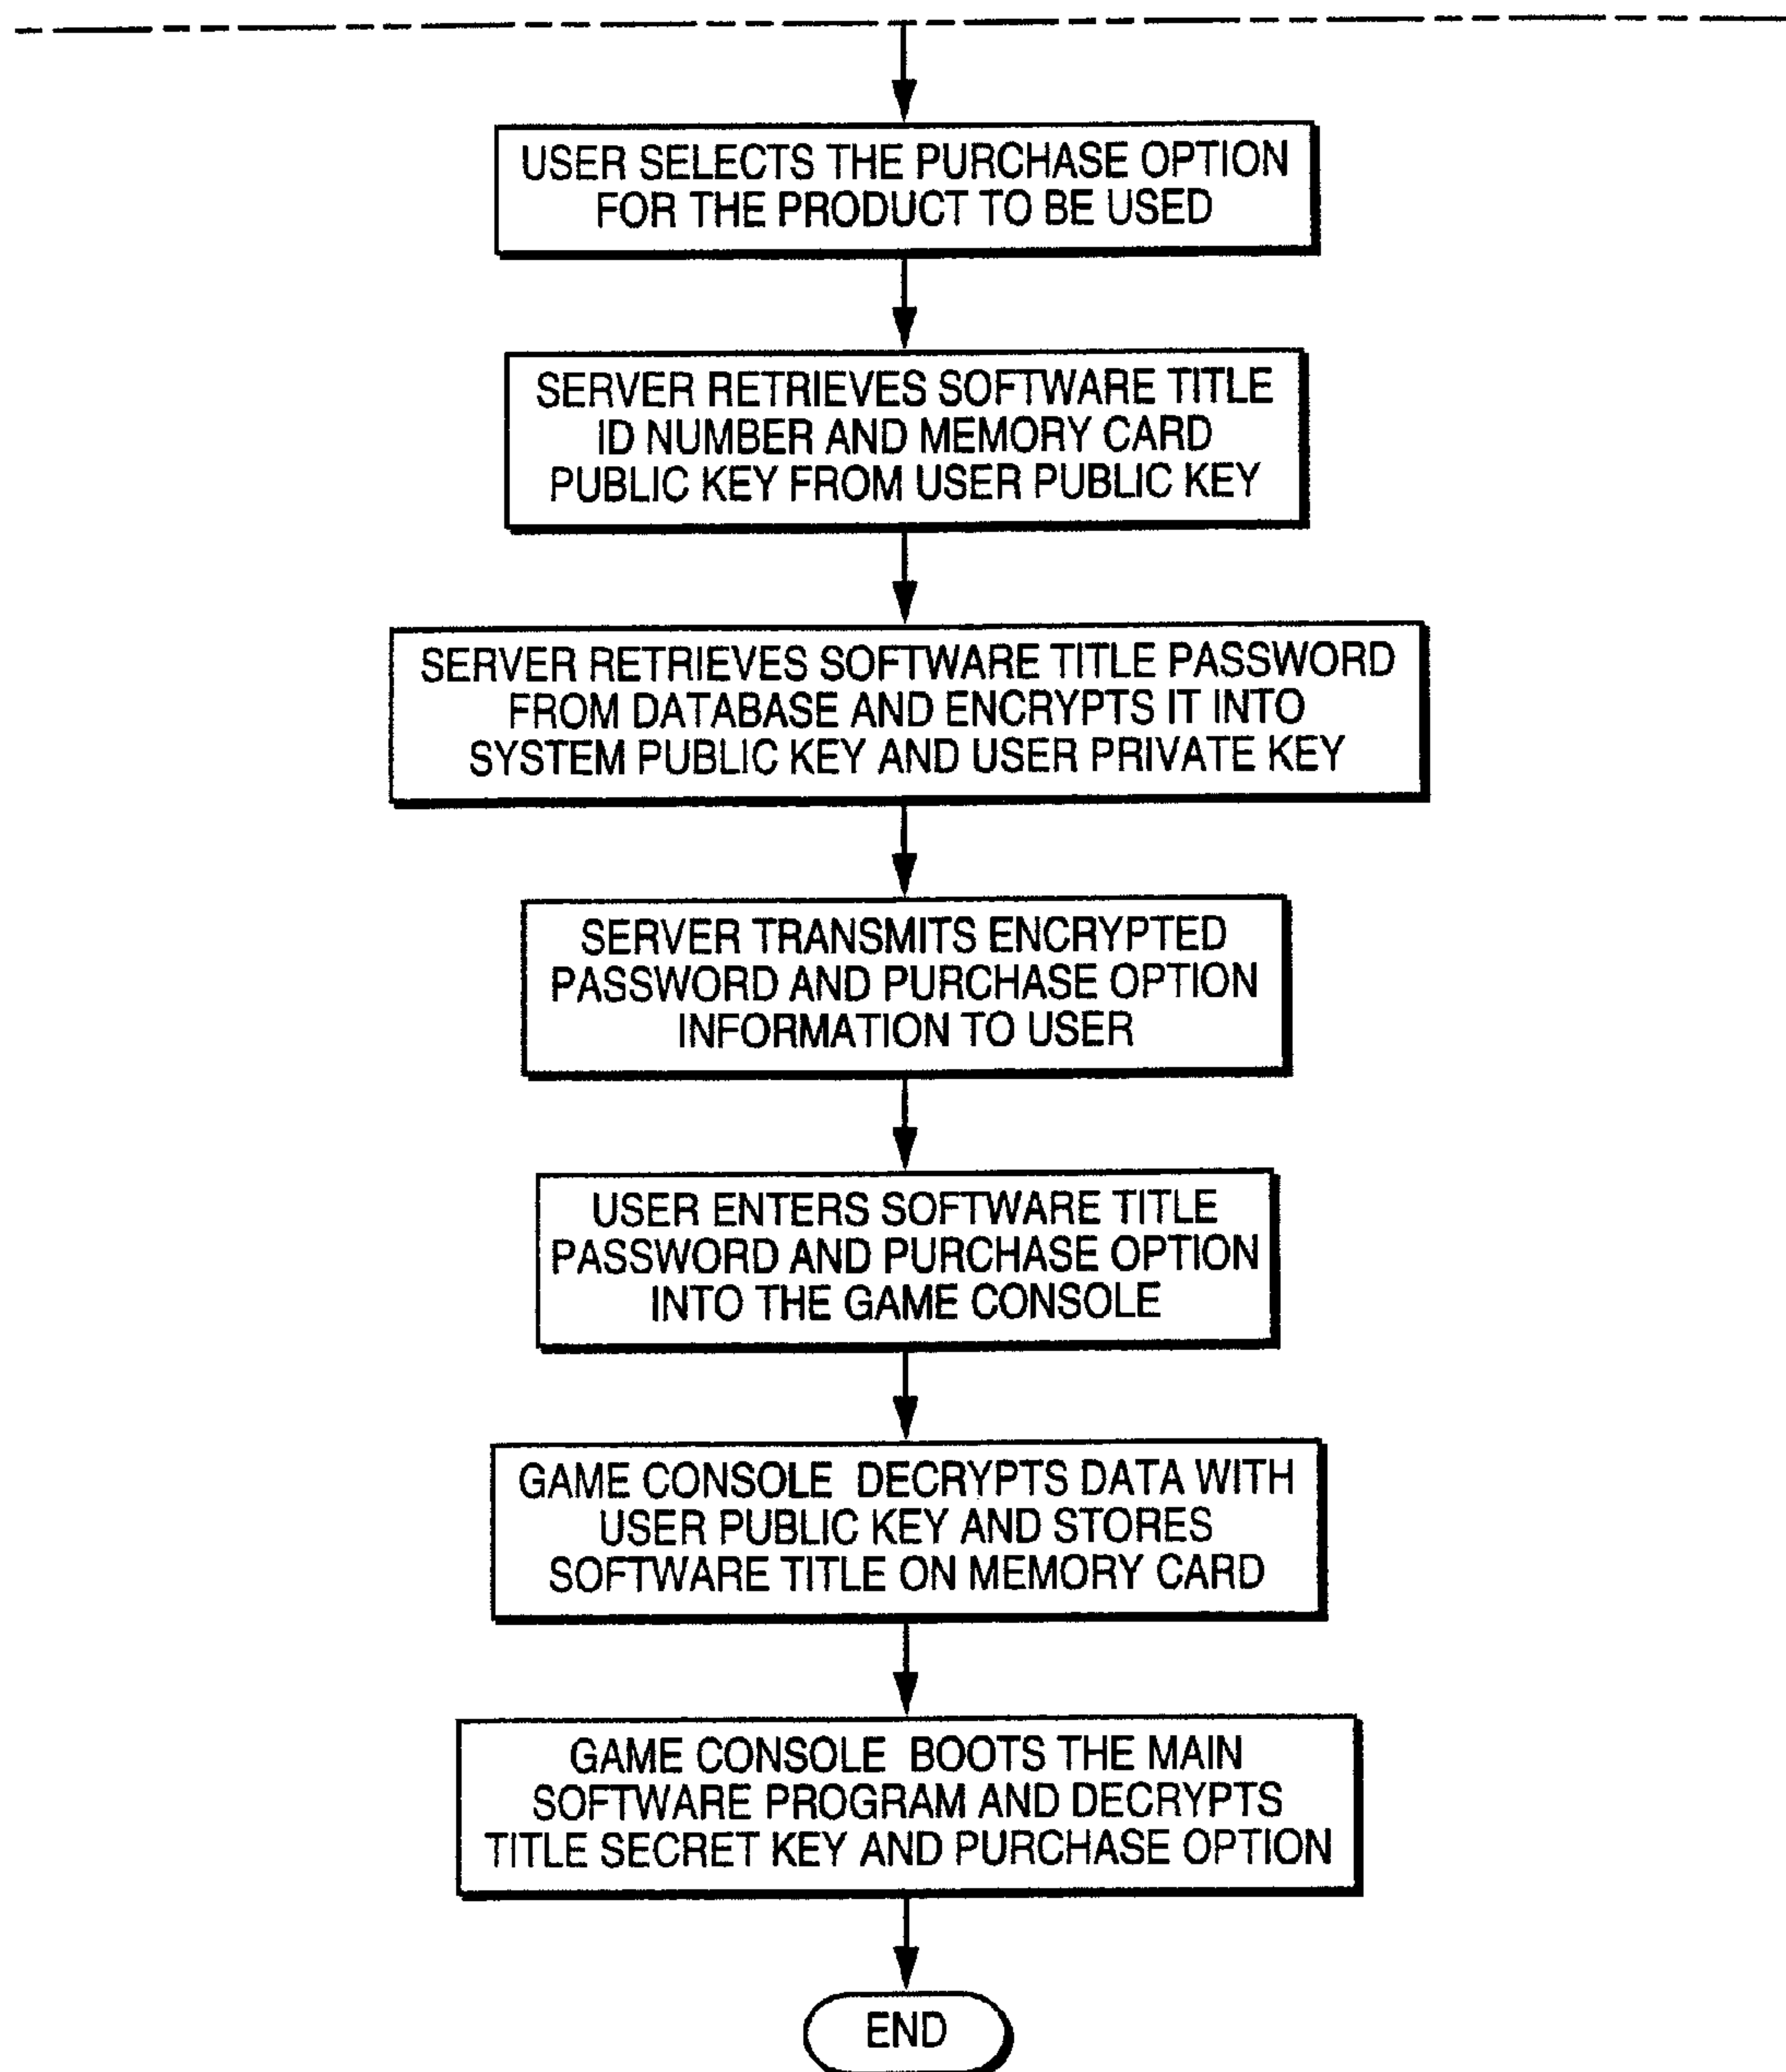 USER SELECTS THE PURCHASE OPTION
FOR THE PRODUCT TO BE USED
SERVER RETRIEVES SOFTWARE TITLE
ID NUMBER AND MEMORY CARD
PUBLIC KEY FROM USER PUBLIC KEY
SERVER RETRIEVES SOFTWARE TITLE PASSWORD
FROM DATABASE AND ENCRYPTS IT INTO
SYSTEM PUBLIC KEY AND USER PRIVATE KEY
SERVER TRANSMITS ENCRYPTED
PASSWORD AND PURCHASE OPTION
INFORMATION TO USER
USER ENTERS SOFTWARE TITLE
PASSWORD AND PURCHASE OPTION
INTO THE GAME CONSOLE
GAME CONSOLE DECRYPTS DATA WITH
USER PUBLIC KEY AND STORES
SOFTWARE TITLE ON MEMORY CARD
GAME CONSOLE BOOTS THE MAIN
SOFTWARE PROGRAM AND DECRYPTS
TITLE SECRET KEY AND PURCHASE OPTION
END